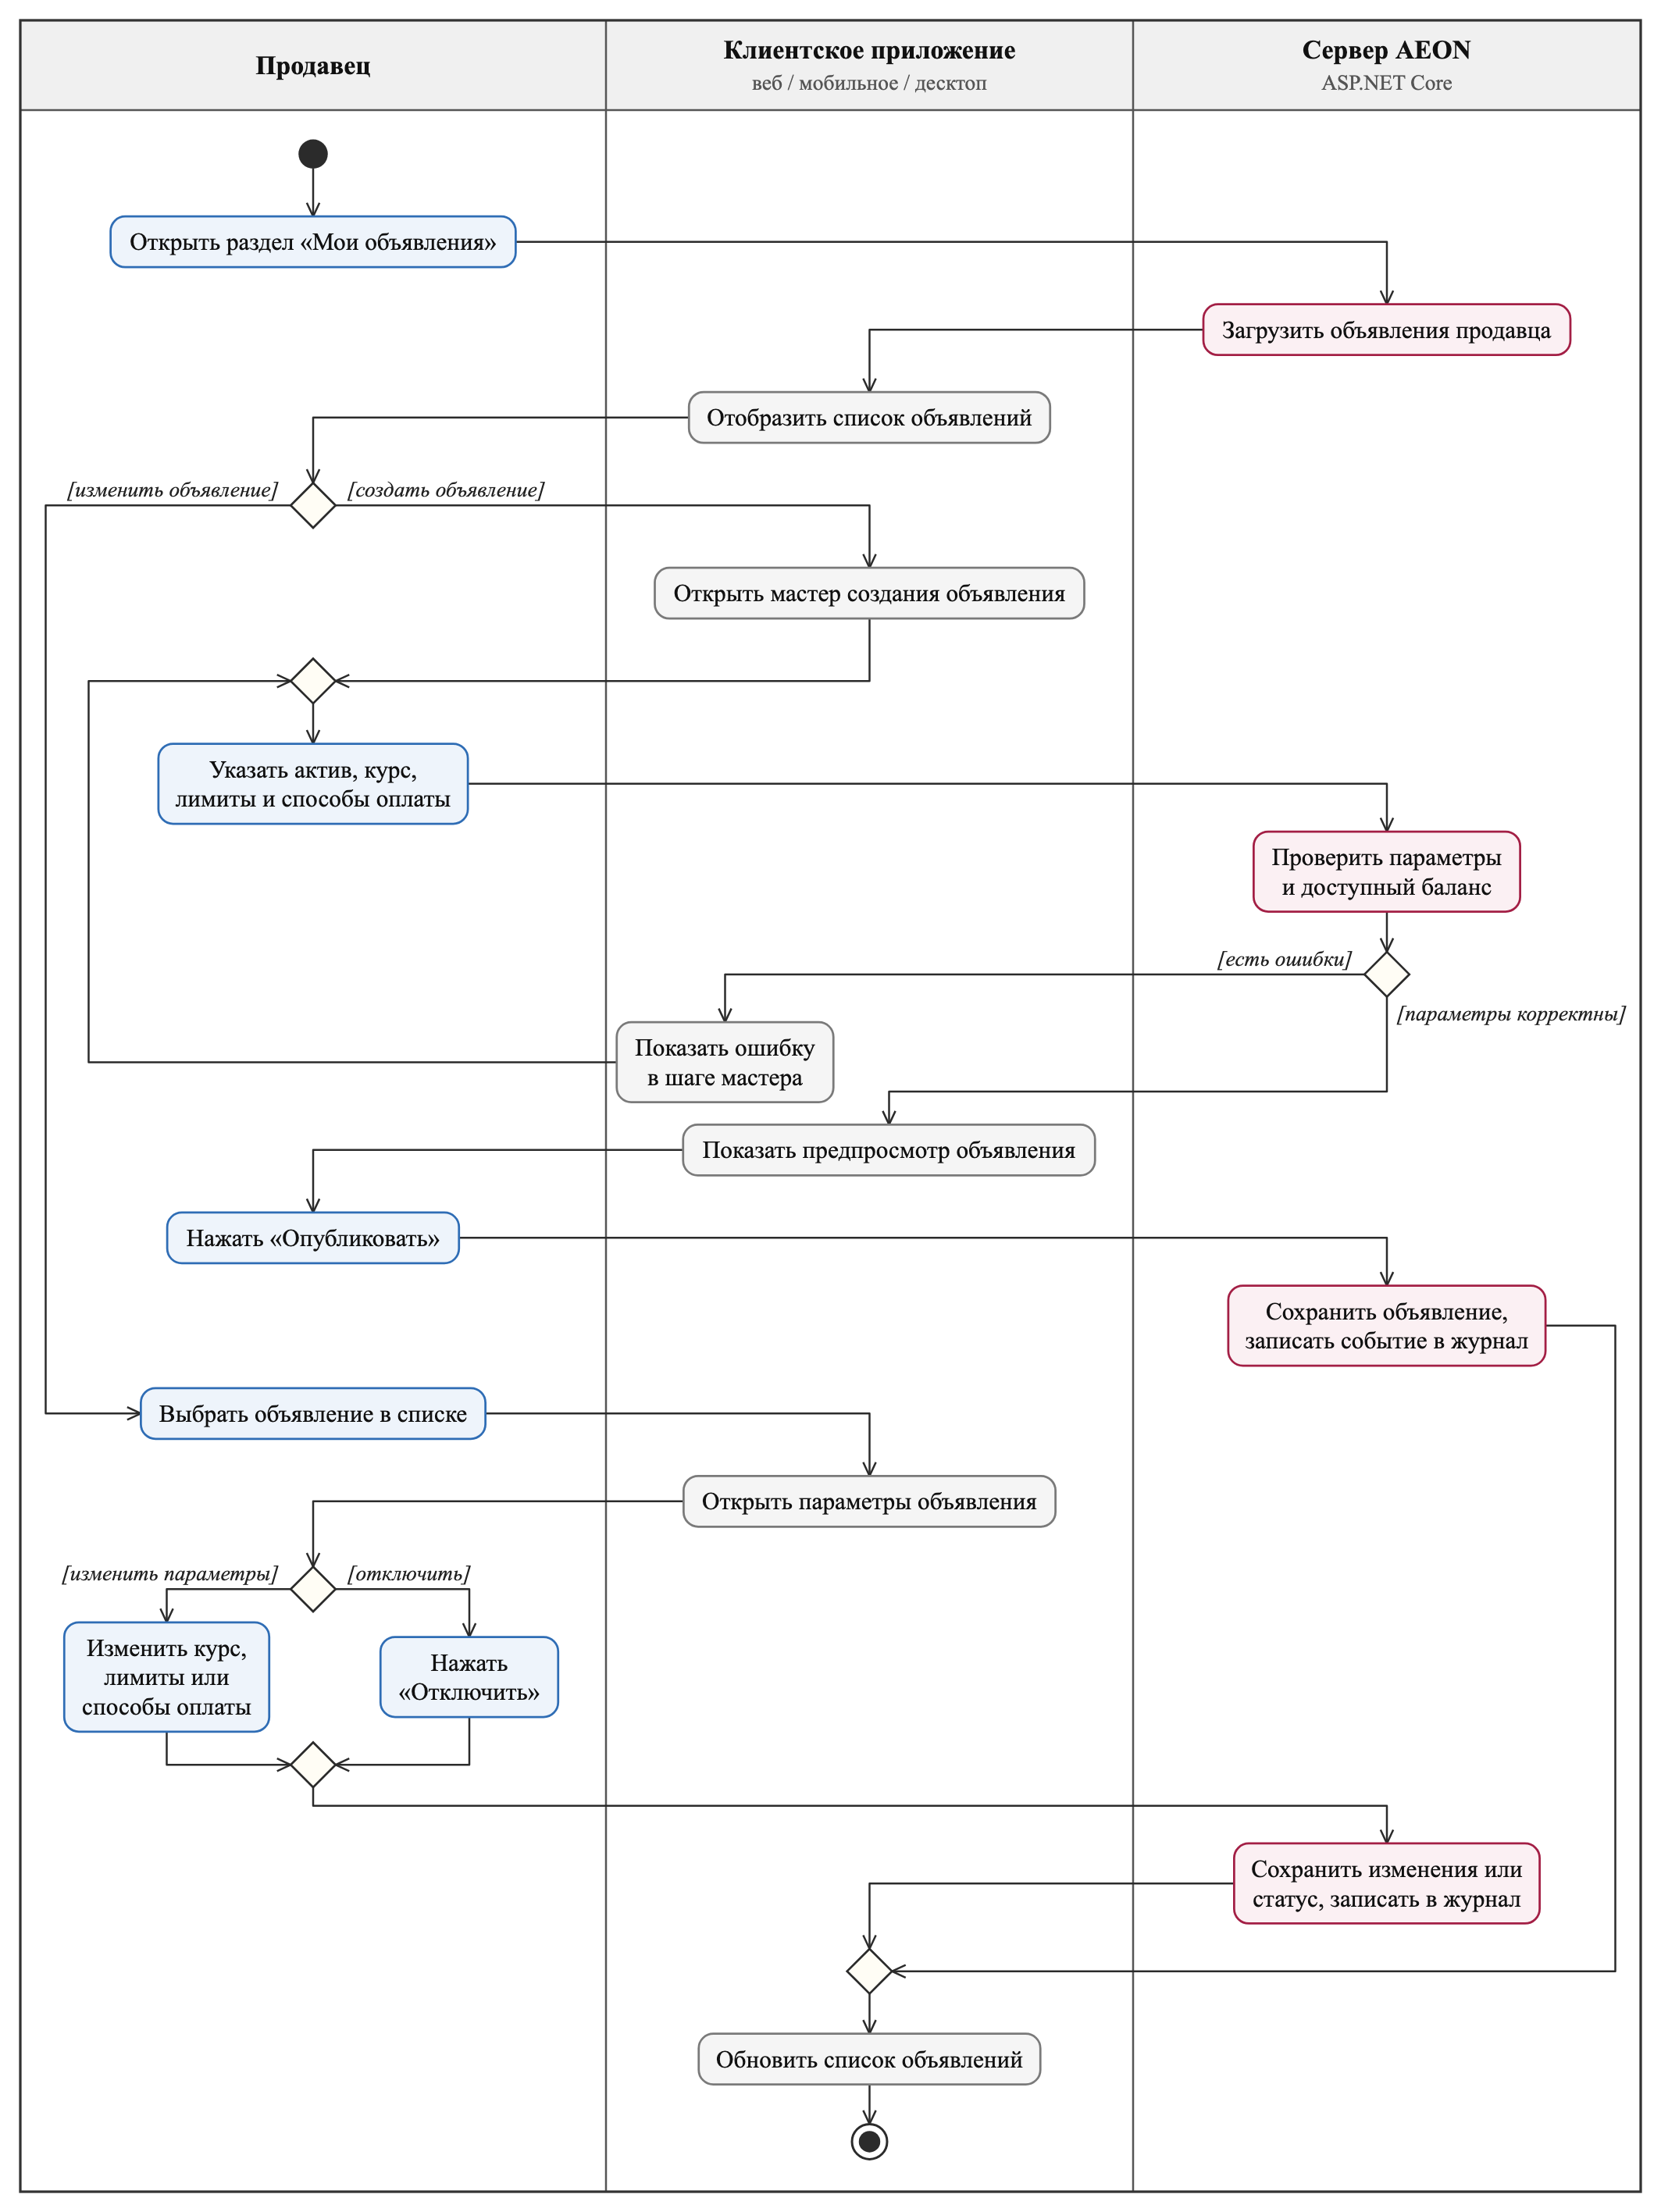 Продавец
Клиентское приложение
веб / мобильное / десктоп
Сервер AEON
ASP.NET Core
Открыть раздел «Мои объявления»
Загрузить объявления продавца
Отобразить список объявлений
[изменить объявление]
[создать объявление]
Открыть мастер создания объявления
Указать актив, курс,
лимиты и способы оплаты
Проверить параметры
и доступный баланс
[есть ошибки]
[параметры корректны]
Показать ошибку
в шаге мастера
Показать предпросмотр объявления
Нажать «Опубликовать»
Сохранить объявление,
записать событие в журнал
Выбрать объявление в списке
Открыть параметры объявления
[изменить параметры]
[отключить]
Изменить курс,
лимиты или
способы оплаты
Нажать
«Отключить»
Сохранить изменения или
статус, записать в журнал
Обновить список объявлений